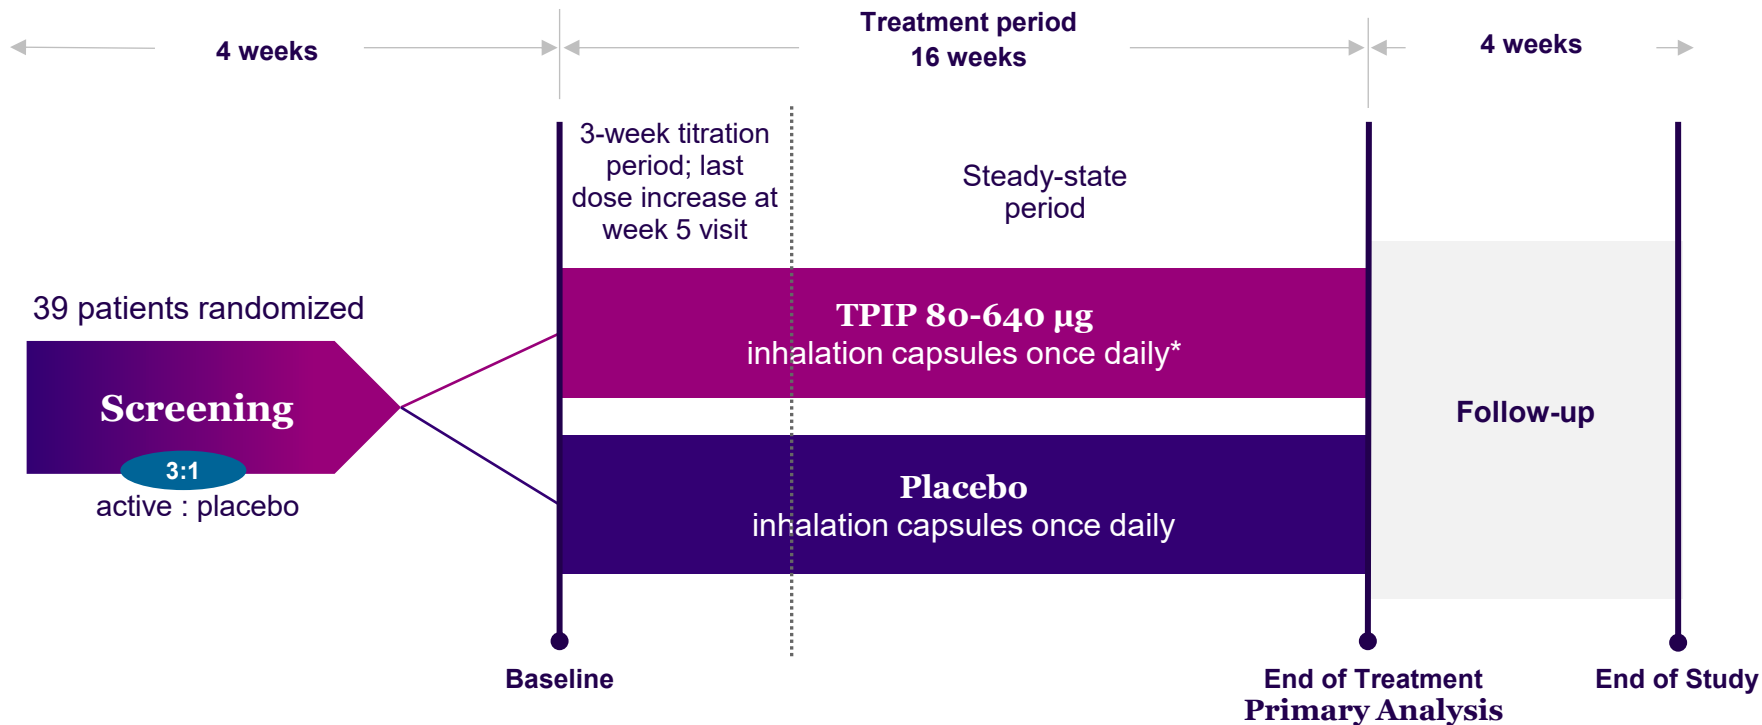 4 weeks
Treatment period
16 weeks
4 weeks
3-week titration
period; last
dose increase at
week 5 visit
Steady-state
period
39 patients randomized
Screening
3:1
active : placebo
TPIP 80-640 µg
inhalation capsules once daily*
Placebo
inhalation capsules once daily
Follow-up
Baseline
End of Treatment
Primary Analysis
End of Study